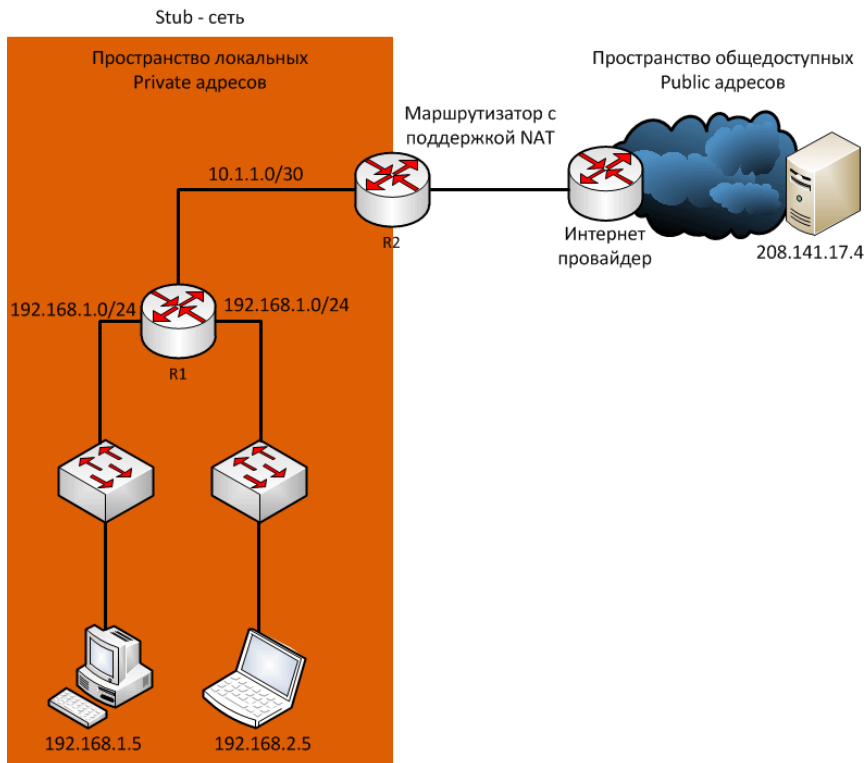 Stub - сеть
Пространство локальных
Private адресов
Пространство общедоступных
Public адресов
Маршрутизатор с
поддержкой NAT
10.1.1.0/30
R2
Интернет
провайдер
208.141.17.4
192.168.1.0/24
192.168.1.0/24
R1
192.168.1.5
192.168.2.5